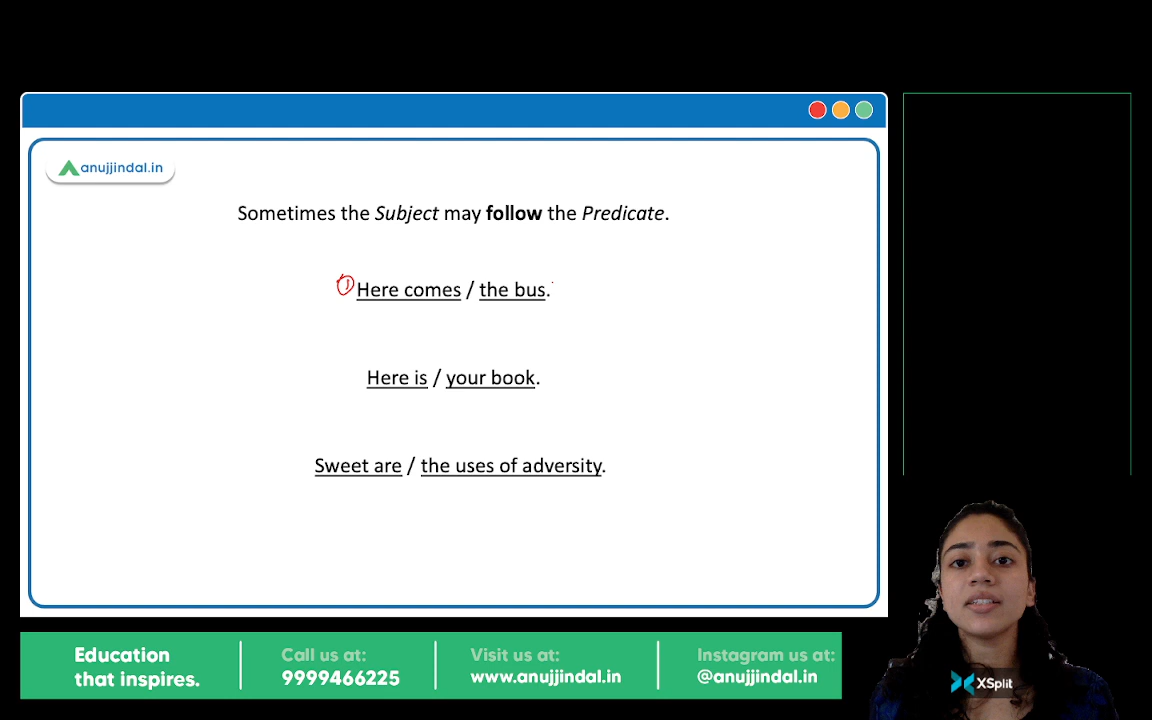 anujjindal.in
Sometimes the Subject may follow the Predicate.
1 Here comes / the bus.
Here is / your book.
Sweet are / the uses of adversity.
Education
that inspires.
Call us at:
9999466225
Visit us at:
www.anujjindal.in
Instagram us at:
@anujjindal.in
XSplit